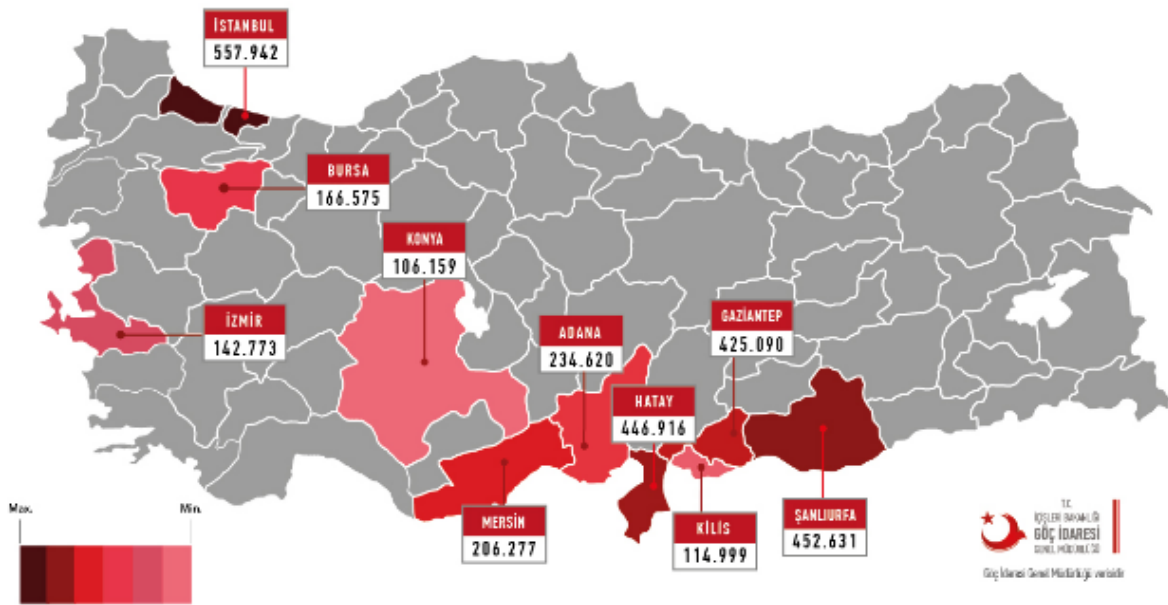 İSTANBUL
557.942
BURSA
166.575
KONYA
106.159
İZMİR
142.773
ADANA
234.620
GAZİANTEP
425.090
HATAY
446.916
MERSİN
206.277
KİLİS
114.999
ŞANLIURFA
452.631
Max.
Min.
T.C.
İÇİŞLERİ BAKANLIĞI
GÖÇ İDARESİ
GENEL MÜDÜRLÜĞÜ
Göç İdaresi Genel Müdürlüğü verisidir